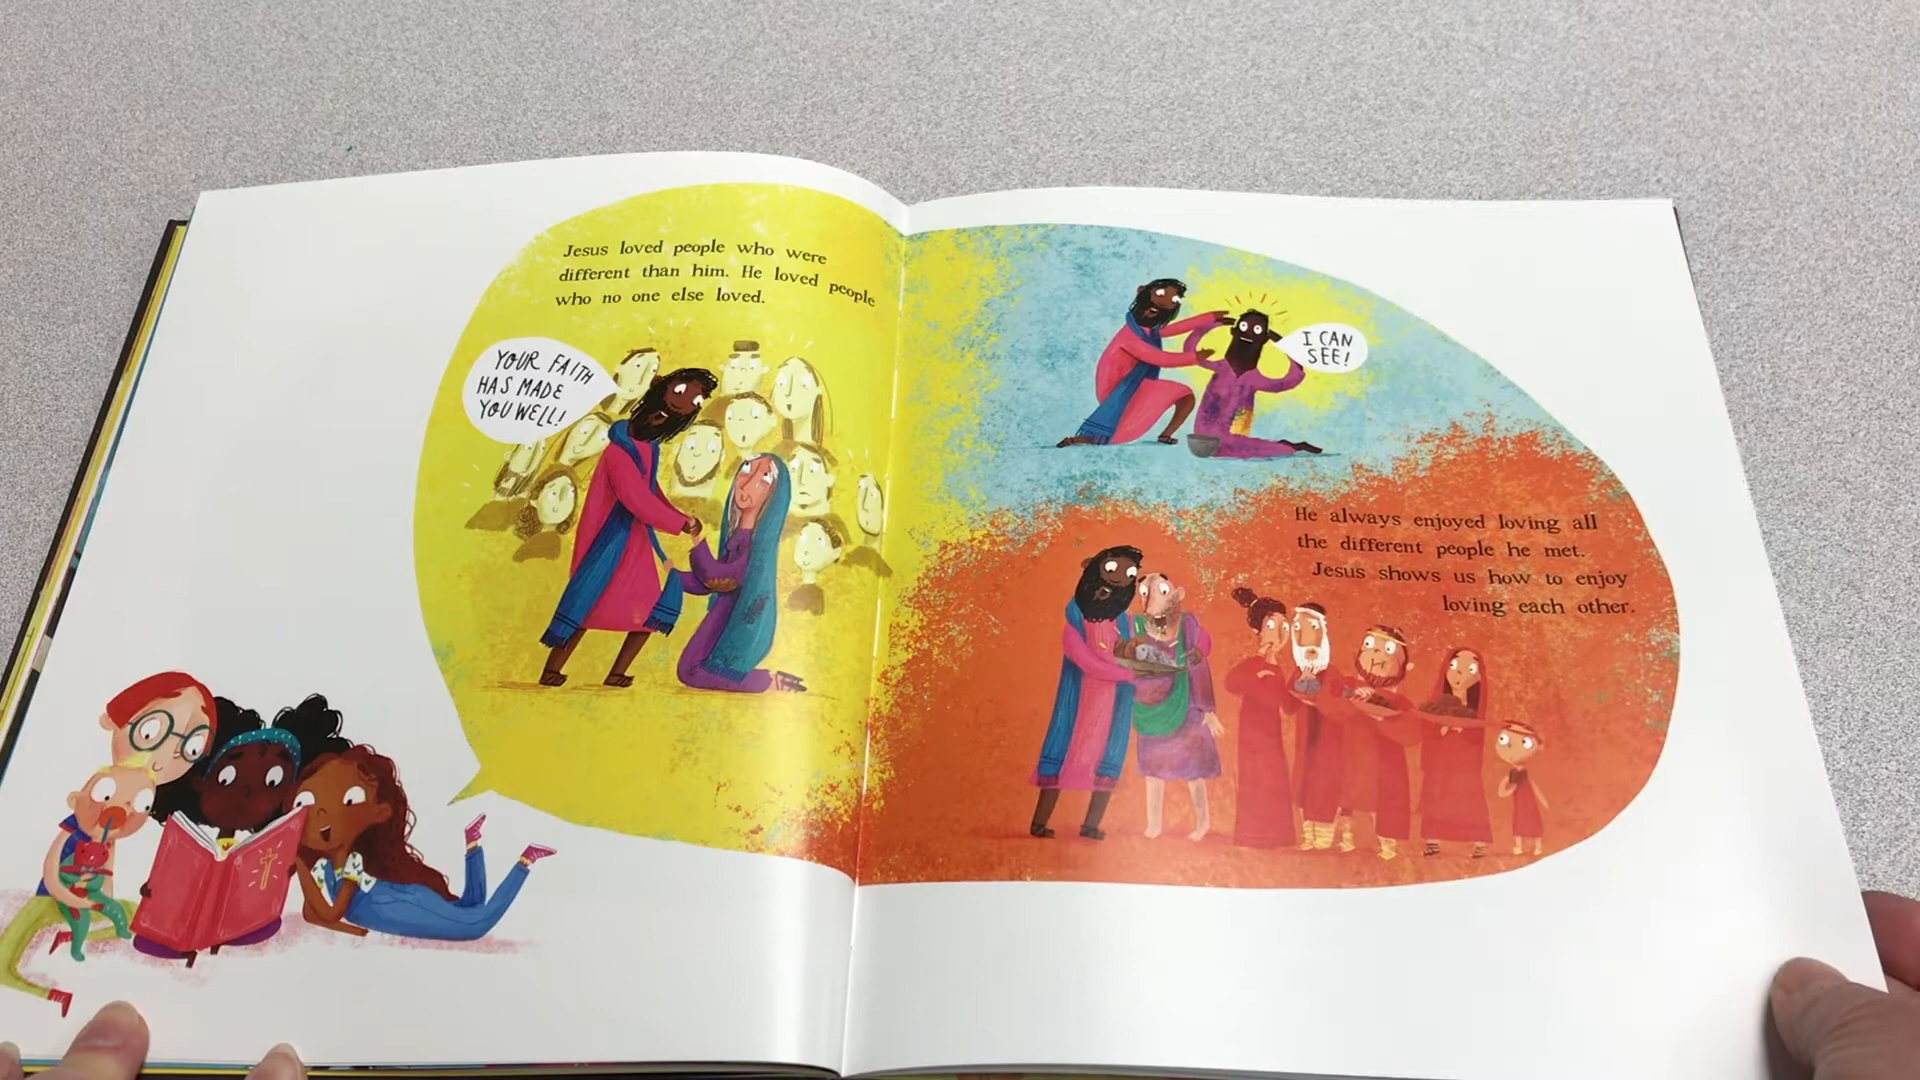 Jesus loved people who were
different than him. He loved people
who no one else loved.
YOUR FAITH
HAS MADE
YOU WELL!
I CAN
SEE!
He always enjoyed loving all
the different people he met.
Jesus shows us how to enjoy
loving each other.